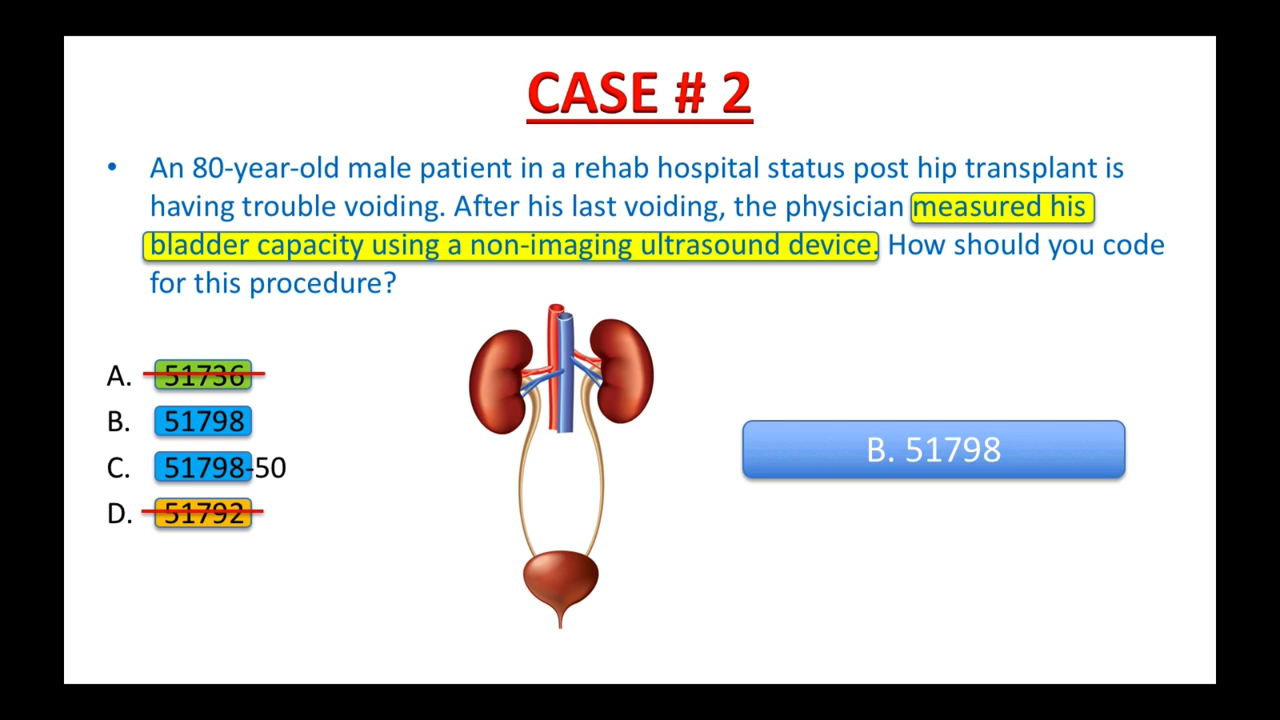 CASE # 2
• An 80-year-old male patient in a rehab hospital status post hip transplant is
having trouble voiding. After his last voiding, the physician measured his
bladder capacity using a non-imaging ultrasound device. How should you code
for this procedure?
A. 51736
B. 51798
C. 51798-50
D. 51792
B. 51798